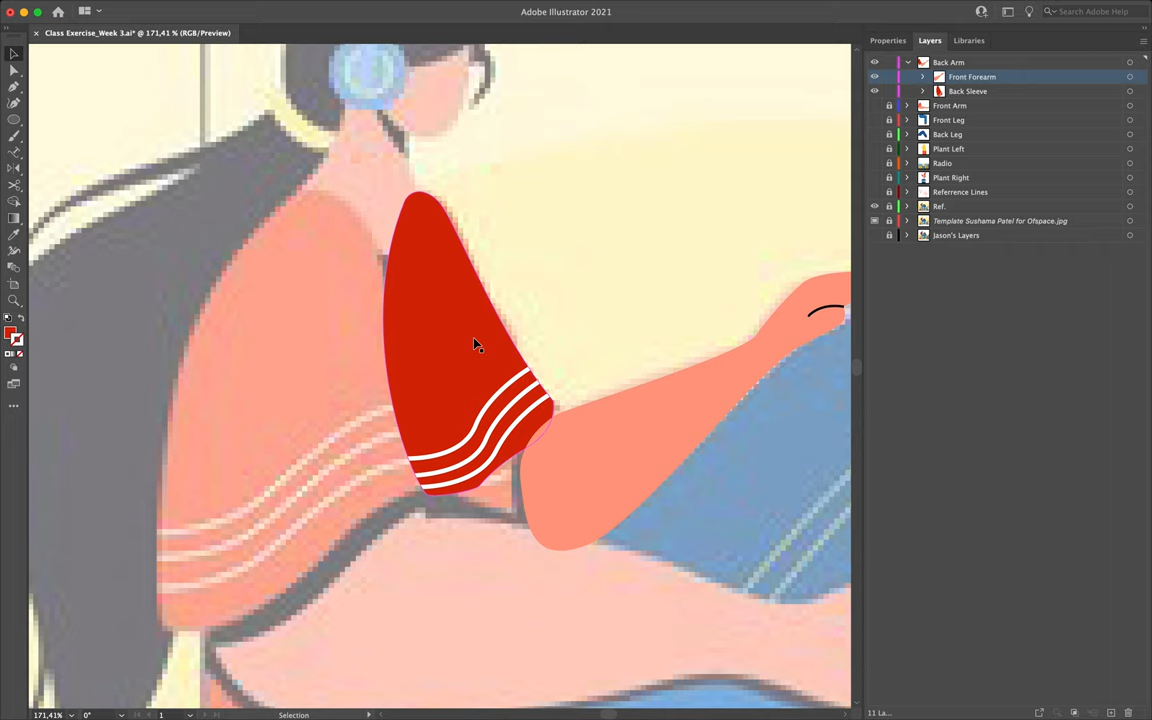 Adobe Illustrator 2021
Search Adobe Help
Class Exercise_Week 3.ai* @ 171,41 % (RGB/Preview)
Properties
Layers
Libraries
Back Arm
Front Forearm
Back Sleeve
Front Arm
Front Leg
Back Leg
Plant Left
Radio
Plant Right
Referrence Lines
Ref.
Template Sushama Patel for Ofspace.jpg
Jason's Layers
171,41%
0°
1
Selection
11 La...